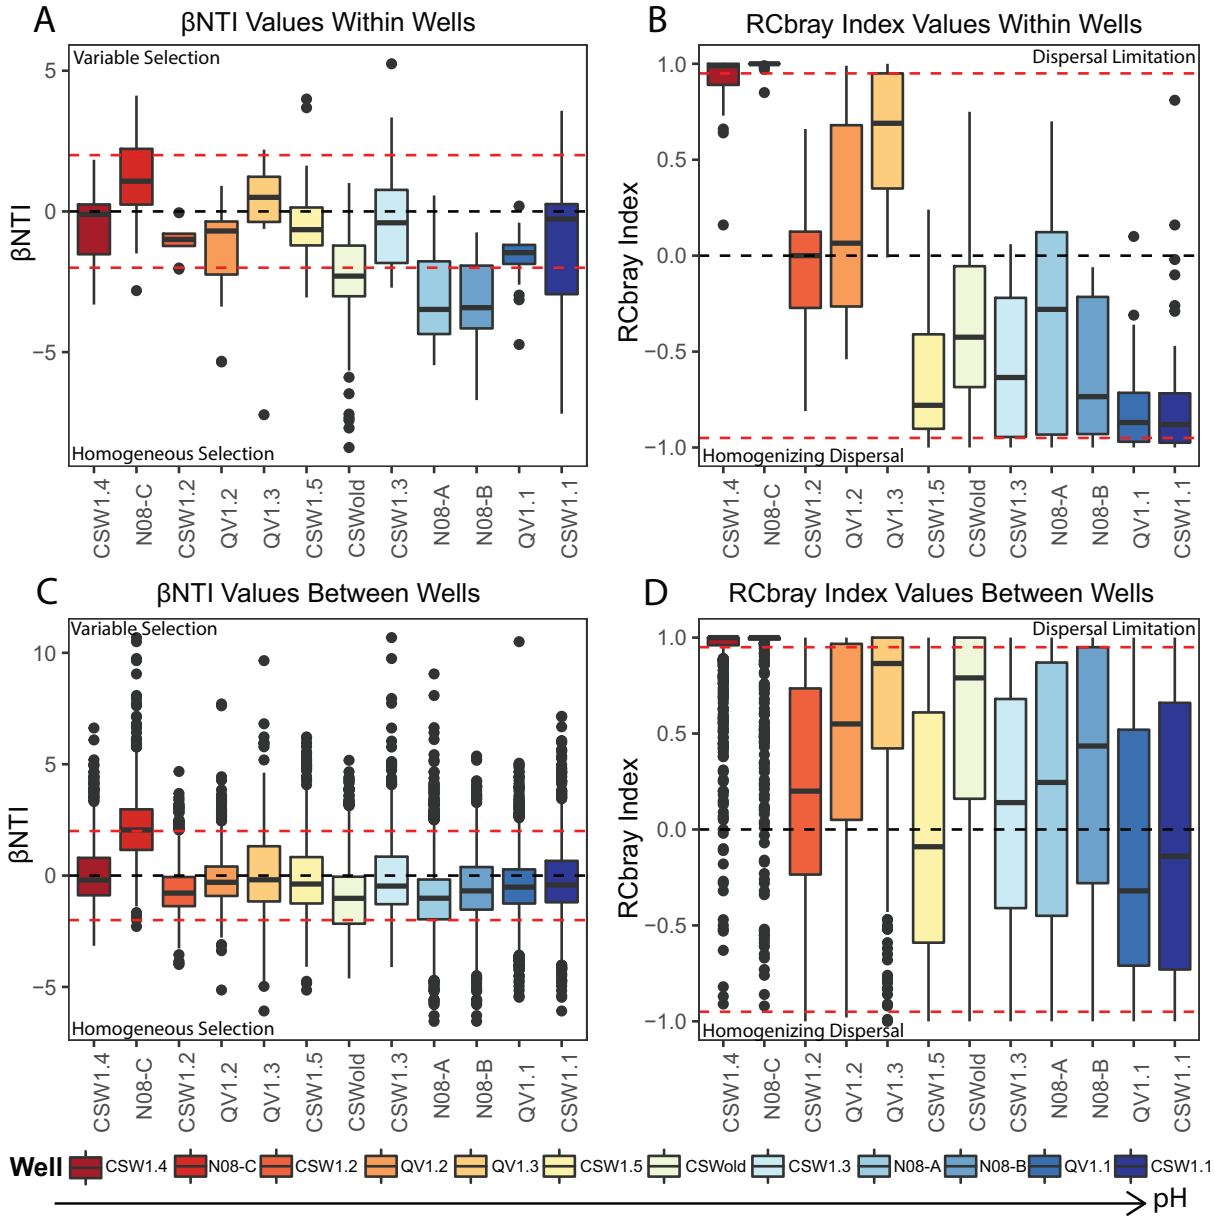 A
βNTI Values Within Wells
Variable Selection
5
0
−5
βNTI
Homogeneous Selection
CSW1.4
N08-C
CSW1.2
QV1.2
QV1.3
CSW1.5
CSWold
CSW1.3
N08-A
N08-B
QV1.1
CSW1.1
B
RCbray Index Values Within Wells
Dispersal Limitation
1.0
0.5
0.0
−0.5
−1.0
RCbray Index
Homogenizing Dispersal
CSW1.4
N08-C
CSW1.2
QV1.2
QV1.3
CSW1.5
CSWold
CSW1.3
N08-A
N08-B
QV1.1
CSW1.1
C
βNTI Values Between Wells
Variable Selection
10
5
0
−5
βNTI
Homogeneous Selection
CSW1.4
N08-C
CSW1.2
QV1.2
QV1.3
CSW1.5
CSWold
CSW1.3
N08-A
N08-B
QV1.1
CSW1.1
D
RCbray Index Values Between Wells
Dispersal Limitation
1.0
0.5
0.0
−0.5
−1.0
RCbray Index
Homogenizing Dispersal
CSW1.4
N08-C
CSW1.2
QV1.2
QV1.3
CSW1.5
CSWold
CSW1.3
N08-A
N08-B
QV1.1
CSW1.1
Well CSW1.4 N08-C CSW1.2 QV1.2 QV1.3 CSW1.5 CSWold CSW1.3 N08-A N08-B QV1.1 CSW1.1
pH